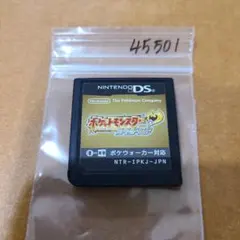 45501
NINTENDO DS
Nintendo The Pokémon Company
ポケットモンスター
ポケウォーカー対応
NTR-IPKJ-JPN